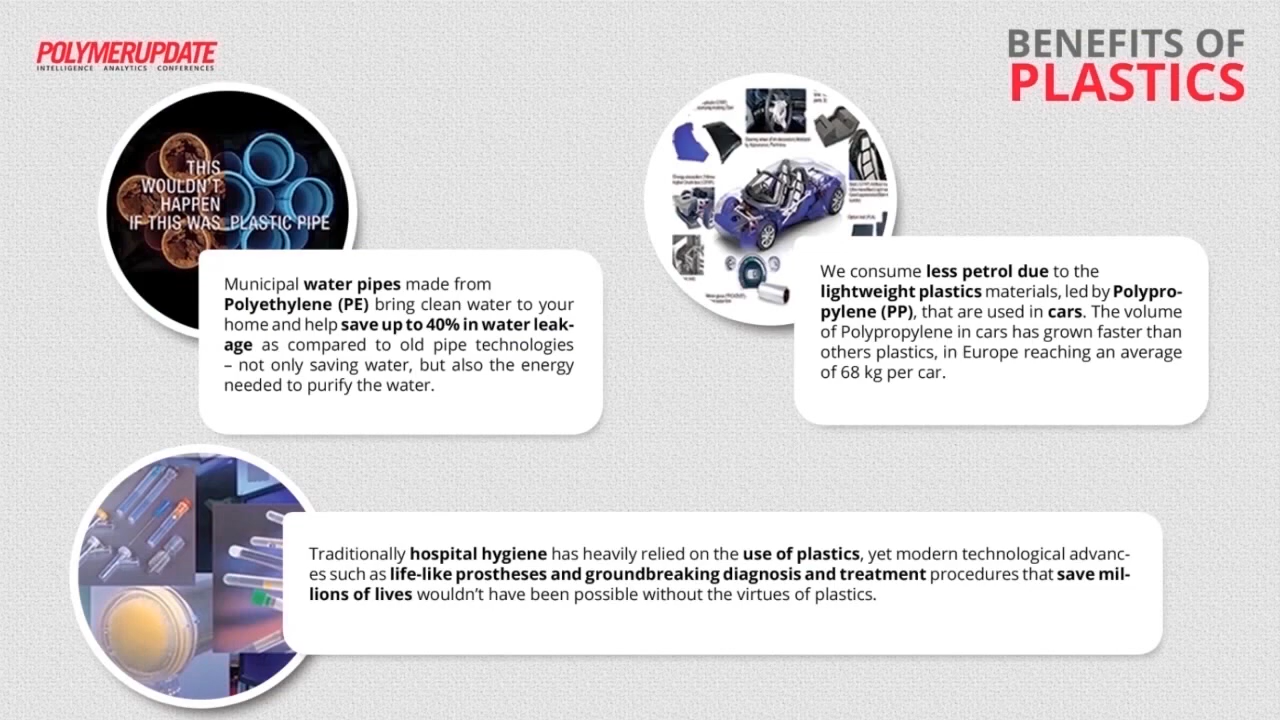 POLYMERUPDATE
INTELLIGENCE ANALYTICS CONFERENCES
BENEFITS OF
PLASTICS
THIS
WOULDN'T
HAPPEN
IF THIS WAS PLASTIC PIPE
Municipal water pipes made from
Polyethylene (PE) bring clean water to your
home and help save up to 40% in water leak-
age as compared to old pipe technologies
– not only saving water, but also the energy
needed to purify the water.
We consume less petrol due to the
lightweight plastics materials, led by Polypro-
pylene (PP), that are used in cars. The volume
of Polypropylene in cars has grown faster than
others plastics, in Europe reaching an average
of 68 kg per car.
Traditionally hospital hygiene has heavily relied on the use of plastics, yet modern technological advanc-
es such as life-like prostheses and groundbreaking diagnosis and treatment procedures that save mil-
lions of lives wouldn't have been possible without the virtues of plastics.